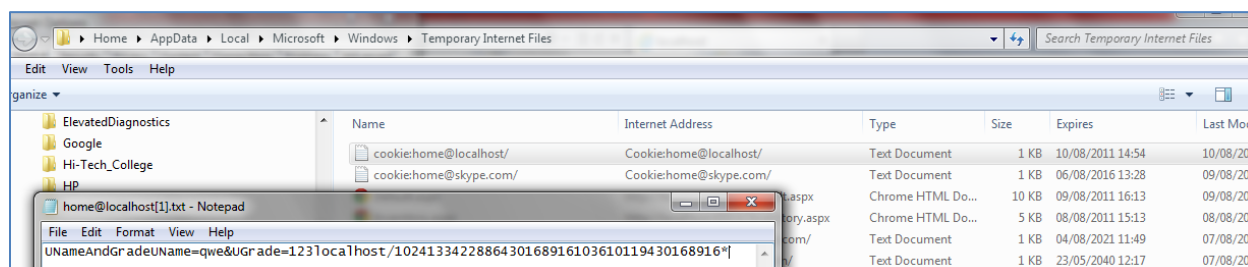 Home AppData Local Microsoft Windows Temporary Internet Files Search Temporary Internet Files
Edit View Tools Help
rganize
ElevatedDiagnostics
Google
Hi-Tech_College
HP
Name Internet Address Type Size Expires Last Mo
cookie:home@localhost/ Cookie:home@localhost/ Text Document 1 KB 10/08/2011 14:54 10/08/20
cookie:home@skype.com/ Cookie:home@skype.com/ Text Document 1 KB 06/08/2016 13:28 09/08/20
t.aspx Chrome HTML Do... 10 KB 09/08/2011 16:13 09/08/20
tory.aspx Chrome HTML Do... 5 KB 08/08/2011 15:13 08/08/20
com/ Text Document 1 KB 04/08/2021 11:49 07/08/20
n/ Text Document 1 KB 23/05/2040 12:17 07/08/20
home@localhost[1].txt - Notepad
File Edit Format View Help
UNameAndGradeUName=qwe&UGrade=123localhost/102413342288643016891610361011943016891​6*